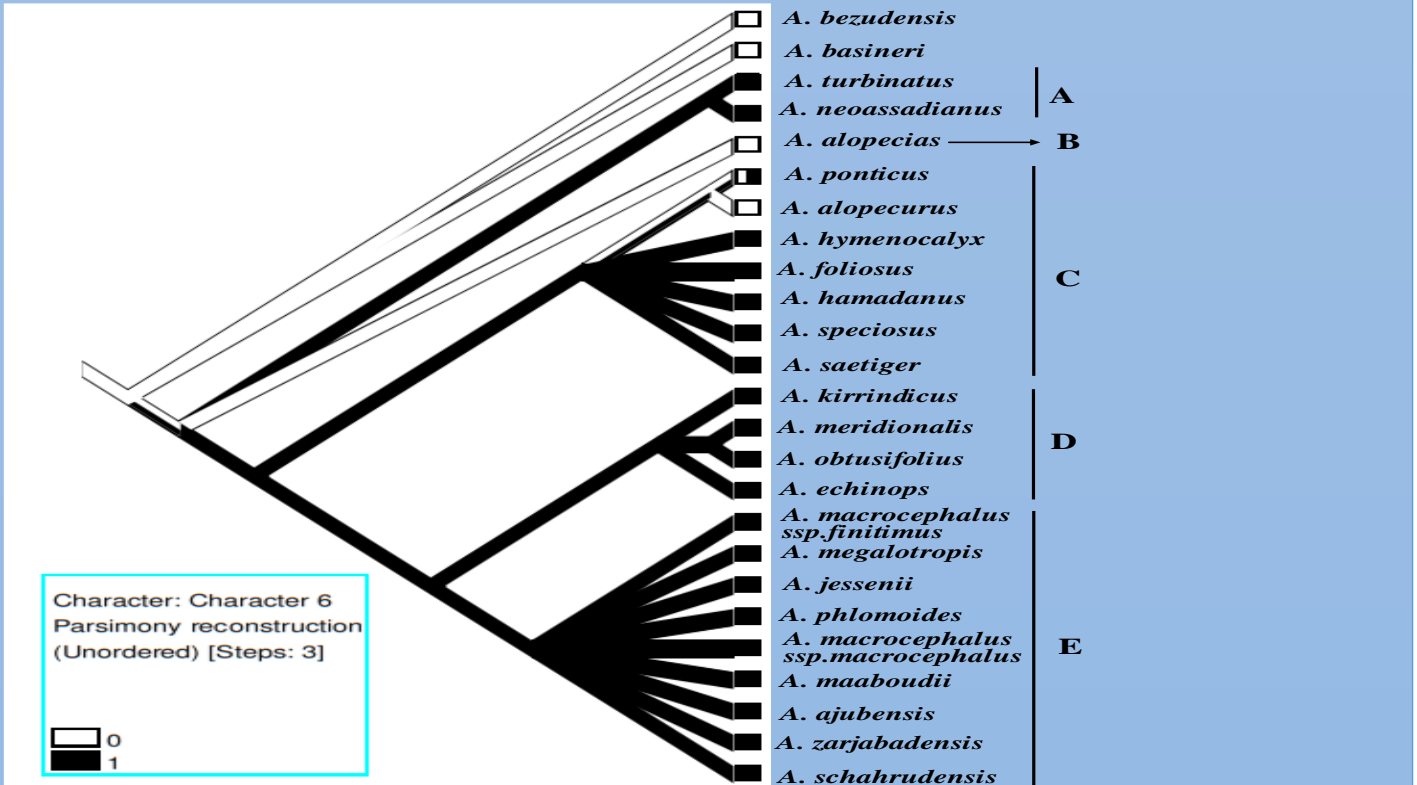 A. bezudensis
A. basineri
A. turbinatus
A. neoassadianus
A
A. alopecias
B
A. ponticus
A. alopecurus
A. hymenocalyx
A. foliosus
A. hamadanus
A. speciosus
A. saetiger
C
A. kirrindicus
A. meridionalis
A. obtusifolius
A. echinops
D
A. macrocephalus
ssp.finitimus
A. megalotropis
A. jessenii
A. phlomoides
A. macrocephalus
ssp.macrocephalus
A. maaboudii
A. ajubensis
A. zarjabadensis
A. schahrudensis
E
Character: Character 6
Parsimony reconstruction
(Unordered) [Steps: 3]
0
1